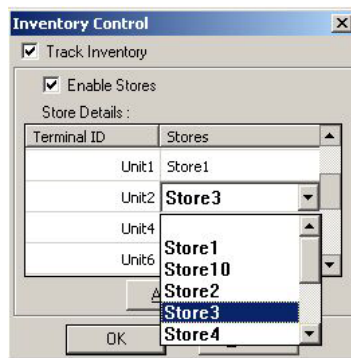 Inventory Control
Track Inventory
Enable Stores
Store Details :
Terminal ID Stores
Unit1 Store1
Unit2 Store3
Unit4
Unit6
Store1
Store10
Store2
Store3
Store4
OK